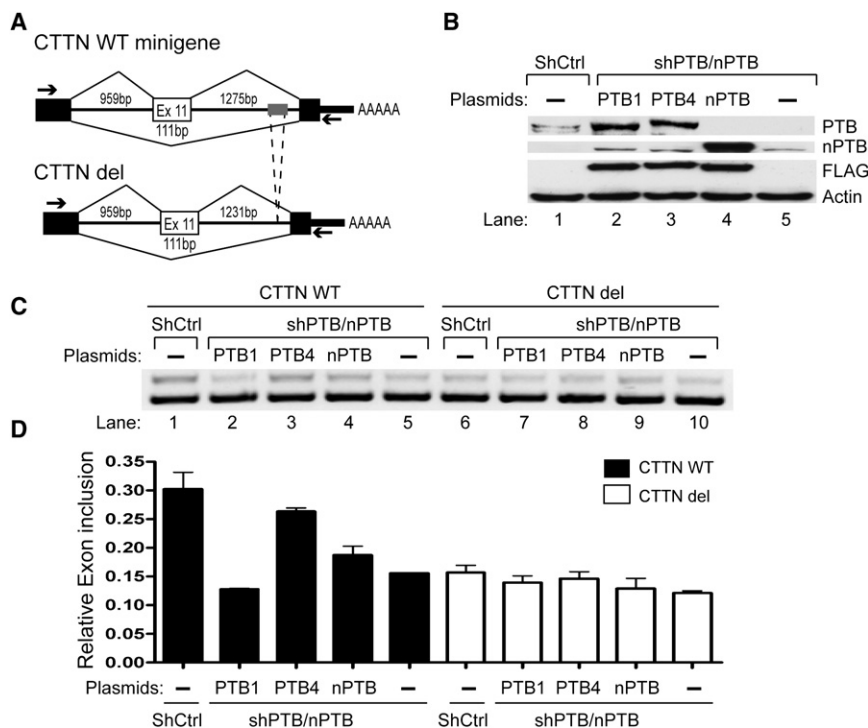 A
CTTN WT minigene
959bp
Ex 11
1275bp
111bp
AAAAA
CTTN del
959bp
Ex 11
1231bp
111bp
AAAAA
B
ShCtrl
shPTB/nPTB
Plasmids: – PTB1 PTB4 nPTB –
PTB
nPTB
FLAG
Actin
Lane: 1 2 3 4 5
C
CTTN WT CTTN del
ShCtrl shPTB/nPTB ShCtrl shPTB/nPTB
Plasmids: – PTB1 PTB4 nPTB – – PTB1 PTB4 nPTB –
Lane: 1 2 3 4 5 6 7 8 9 10
D
Relative Exon inclusion
0.35
0.30
0.25
0.20
0.15
0.10
0.05
0.00
CTTN WT
CTTN del
Plasmids: – PTB1 PTB4 nPTB – – PTB1 PTB4 nPTB –
ShCtrl shPTB/nPTB ShCtrl shPTB/nPTB